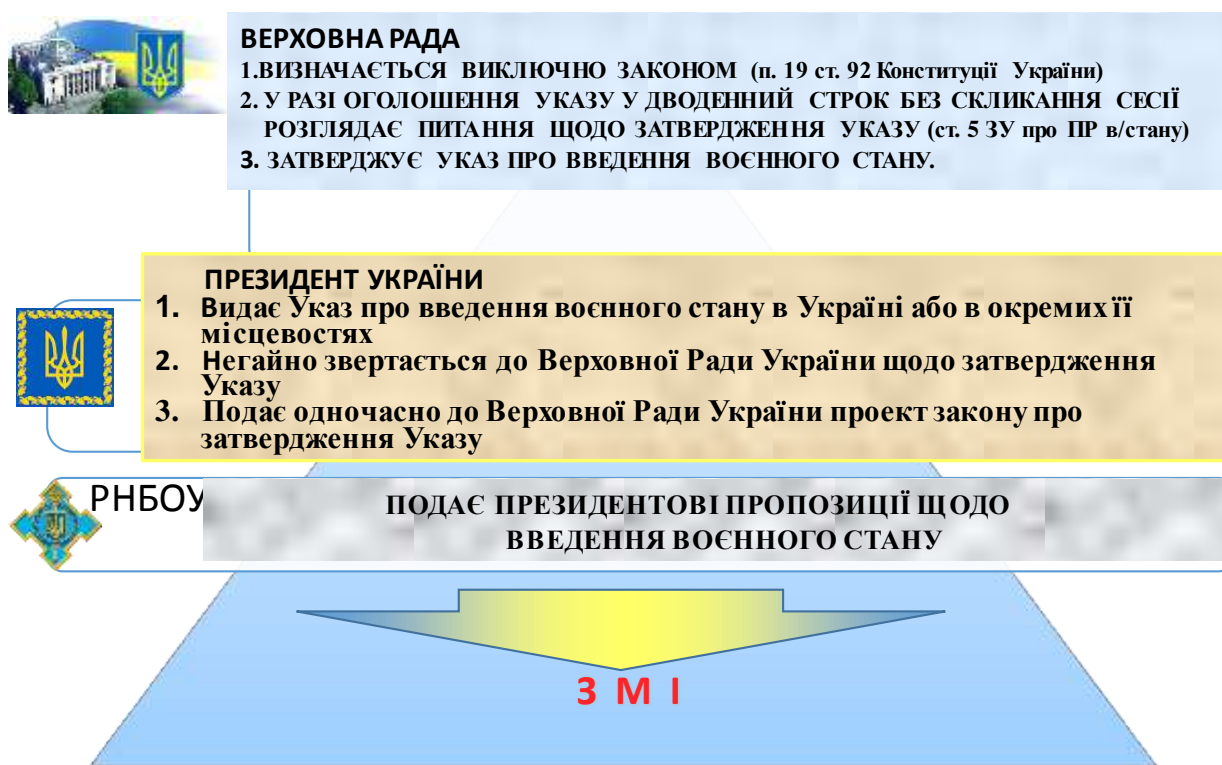 ВЕРХОВНА РАДА
1.ВИЗНАЧАЄТЬСЯ ВИКЛЮЧНО ЗАКОНОМ (п. 19 ст. 92 Конституції України)
2. У РАЗІ ОГОЛОШЕННЯ УКАЗУ У ДВОДЕННИЙ СТРОК БЕЗ СКЛИКАННЯ СЕСІЇ
РОЗГЛЯДАЄ ПИТАННЯ ЩОДО ЗАТВЕРДЖЕННЯ УКАЗУ (ст. 5 ЗУ про ПР в/стану)
3. ЗАТВЕРДЖУЄ УКАЗ ПРО ВВЕДЕННЯ ВОЄННОГО СТАНУ.
ПРЕЗИДЕНТ УКРАЇНИ
1. Видає Указ про введення воєнного стану в Україні або в окремих її
місцевостях
2. Негайно звертається до Верховної Ради України щодо затвердження
Указу
3. Подає одночасно до Верховної Ради України проект закону про
затвердження Указу
РНБОУ
ПОДАЄ ПРЕЗИДЕНТОВІ ПРОПОЗИЦІЇ ЩОДО
ВВЕДЕННЯ ВОЄННОГО СТАНУ
З М І